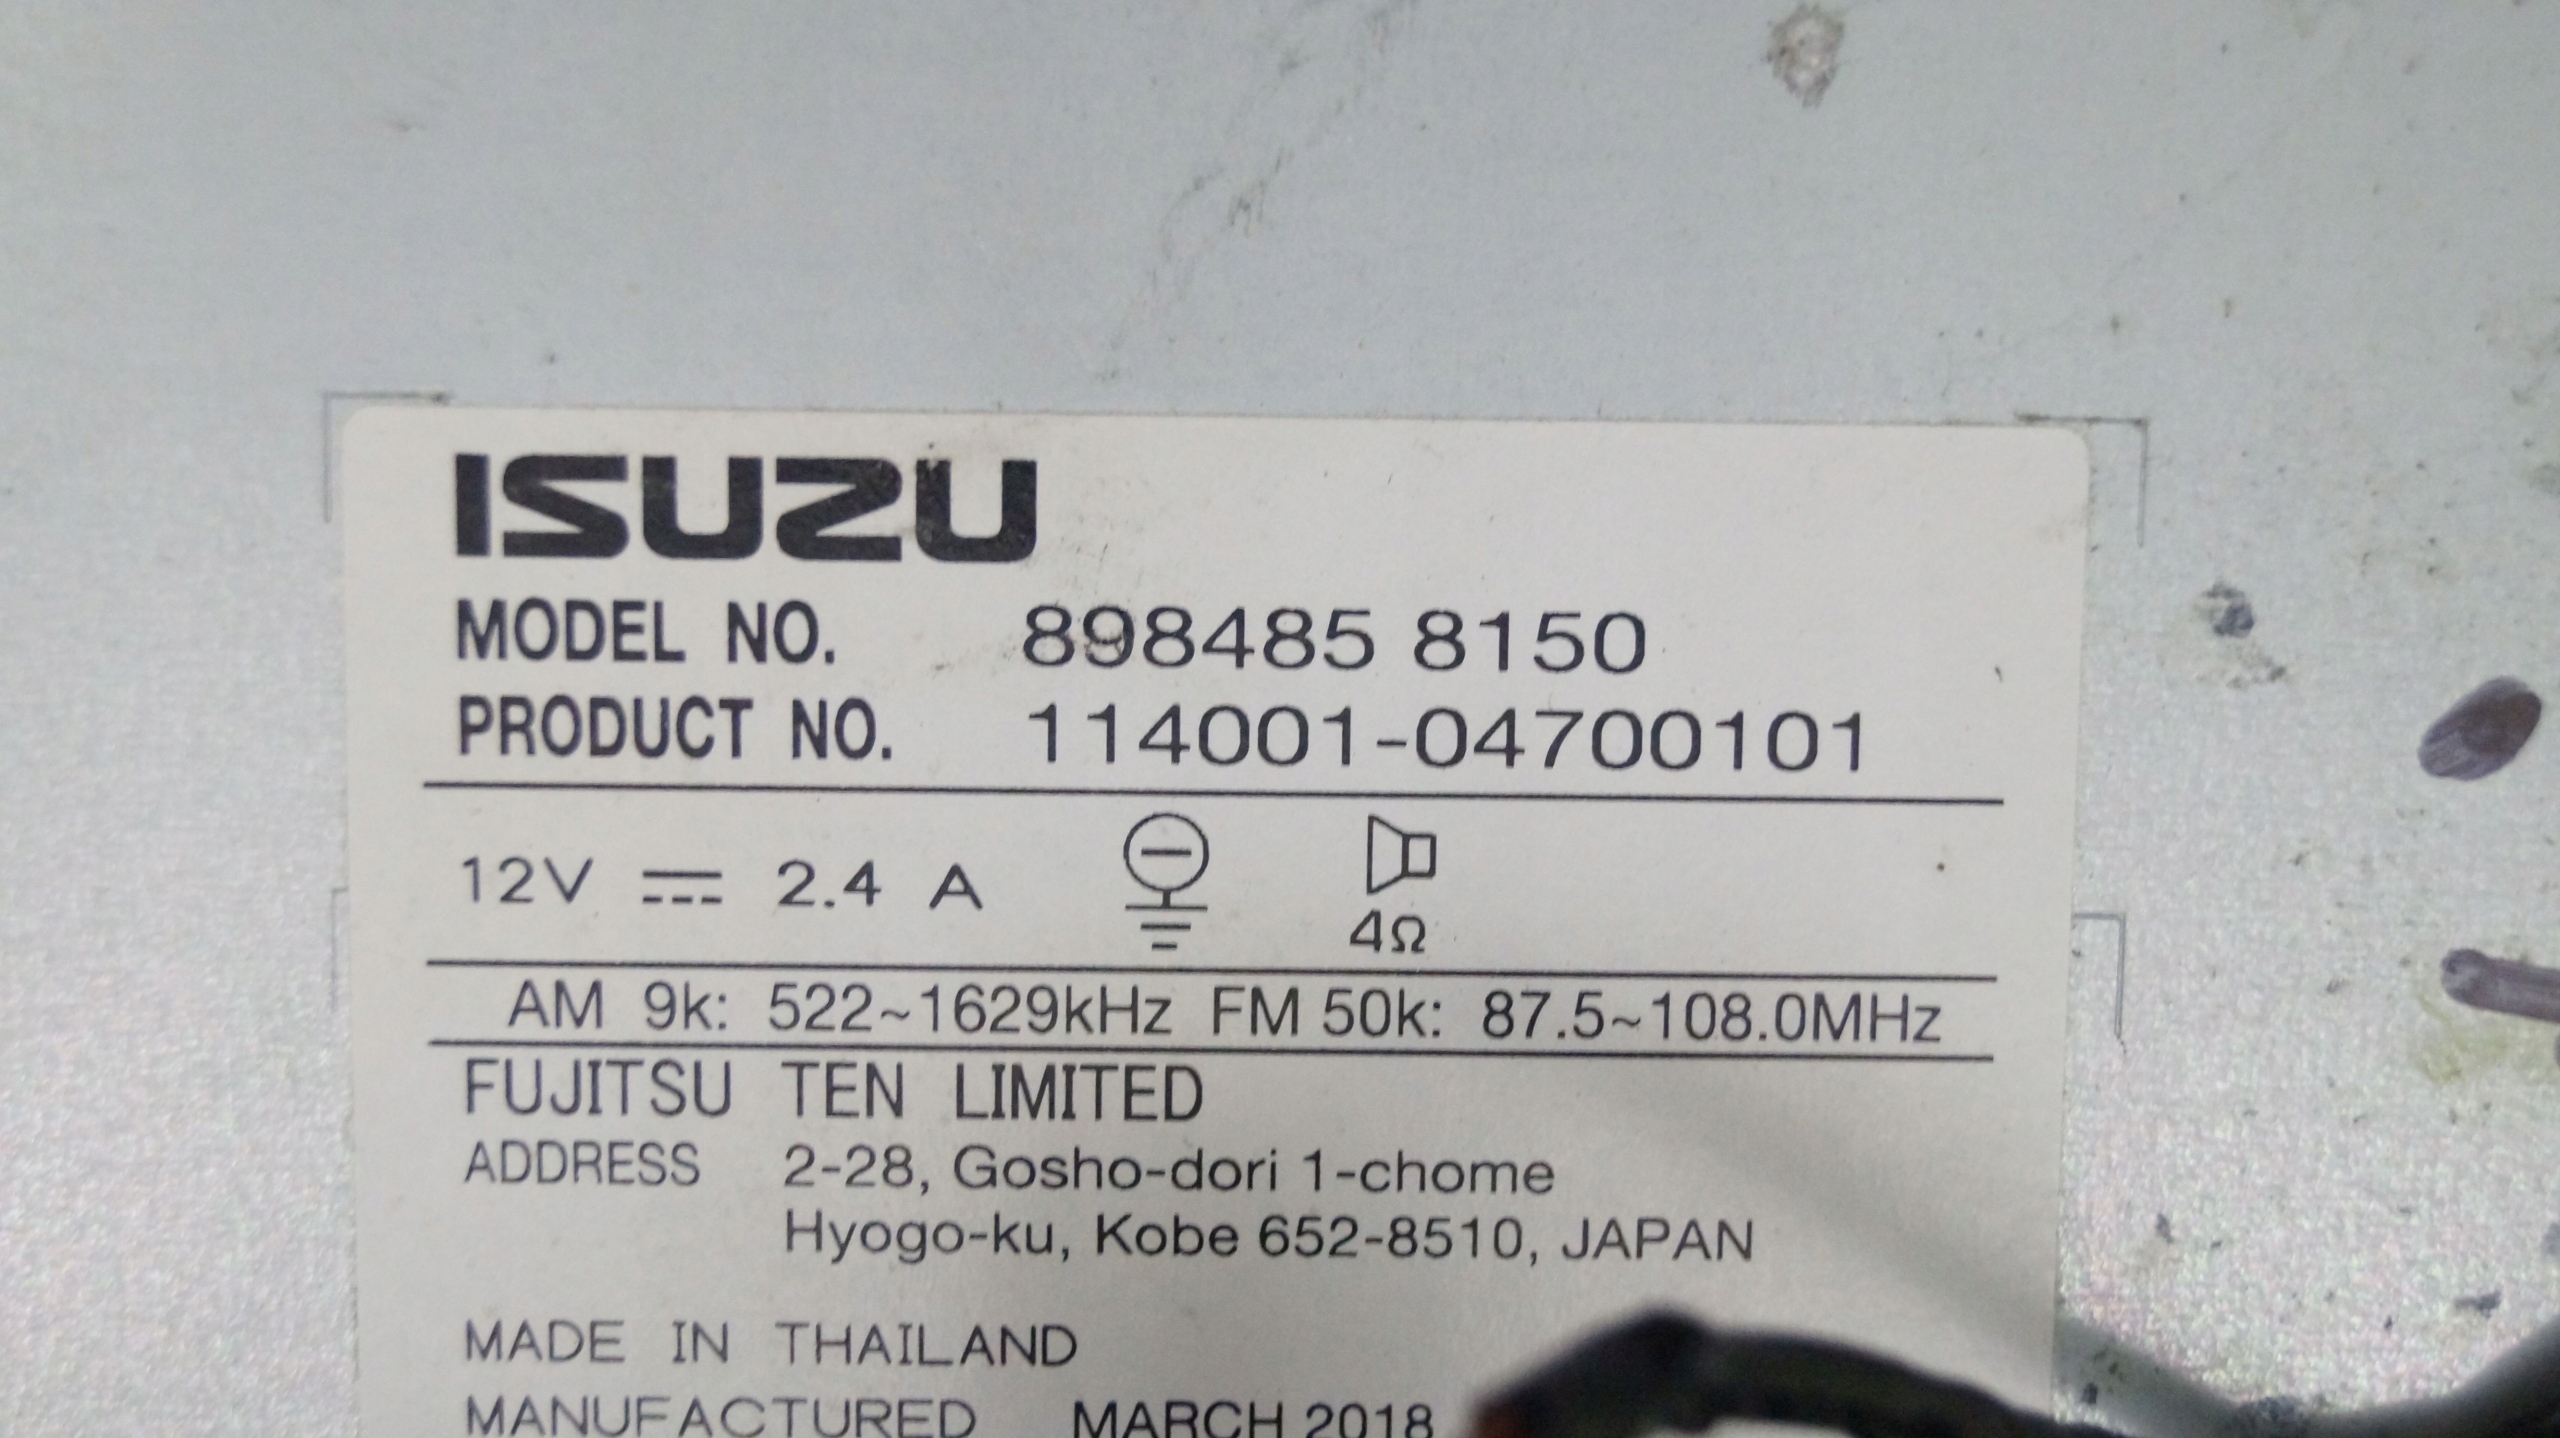 ISUZU
MODEL NO. 898485 8150
PRODUCT NO. 114001-04700101
12V ⎓ 2.4 A
4Ω
AM 9k: 522~1629kHz FM 50k: 87.5~108.0MHz
FUJITSU TEN LIMITED
ADDRESS 2-28, Gosho-dori 1-chome
Hyogo-ku, Kobe 652-8510, JAPAN
MADE IN THAILAND
MANUFACTURED MARCH 2018